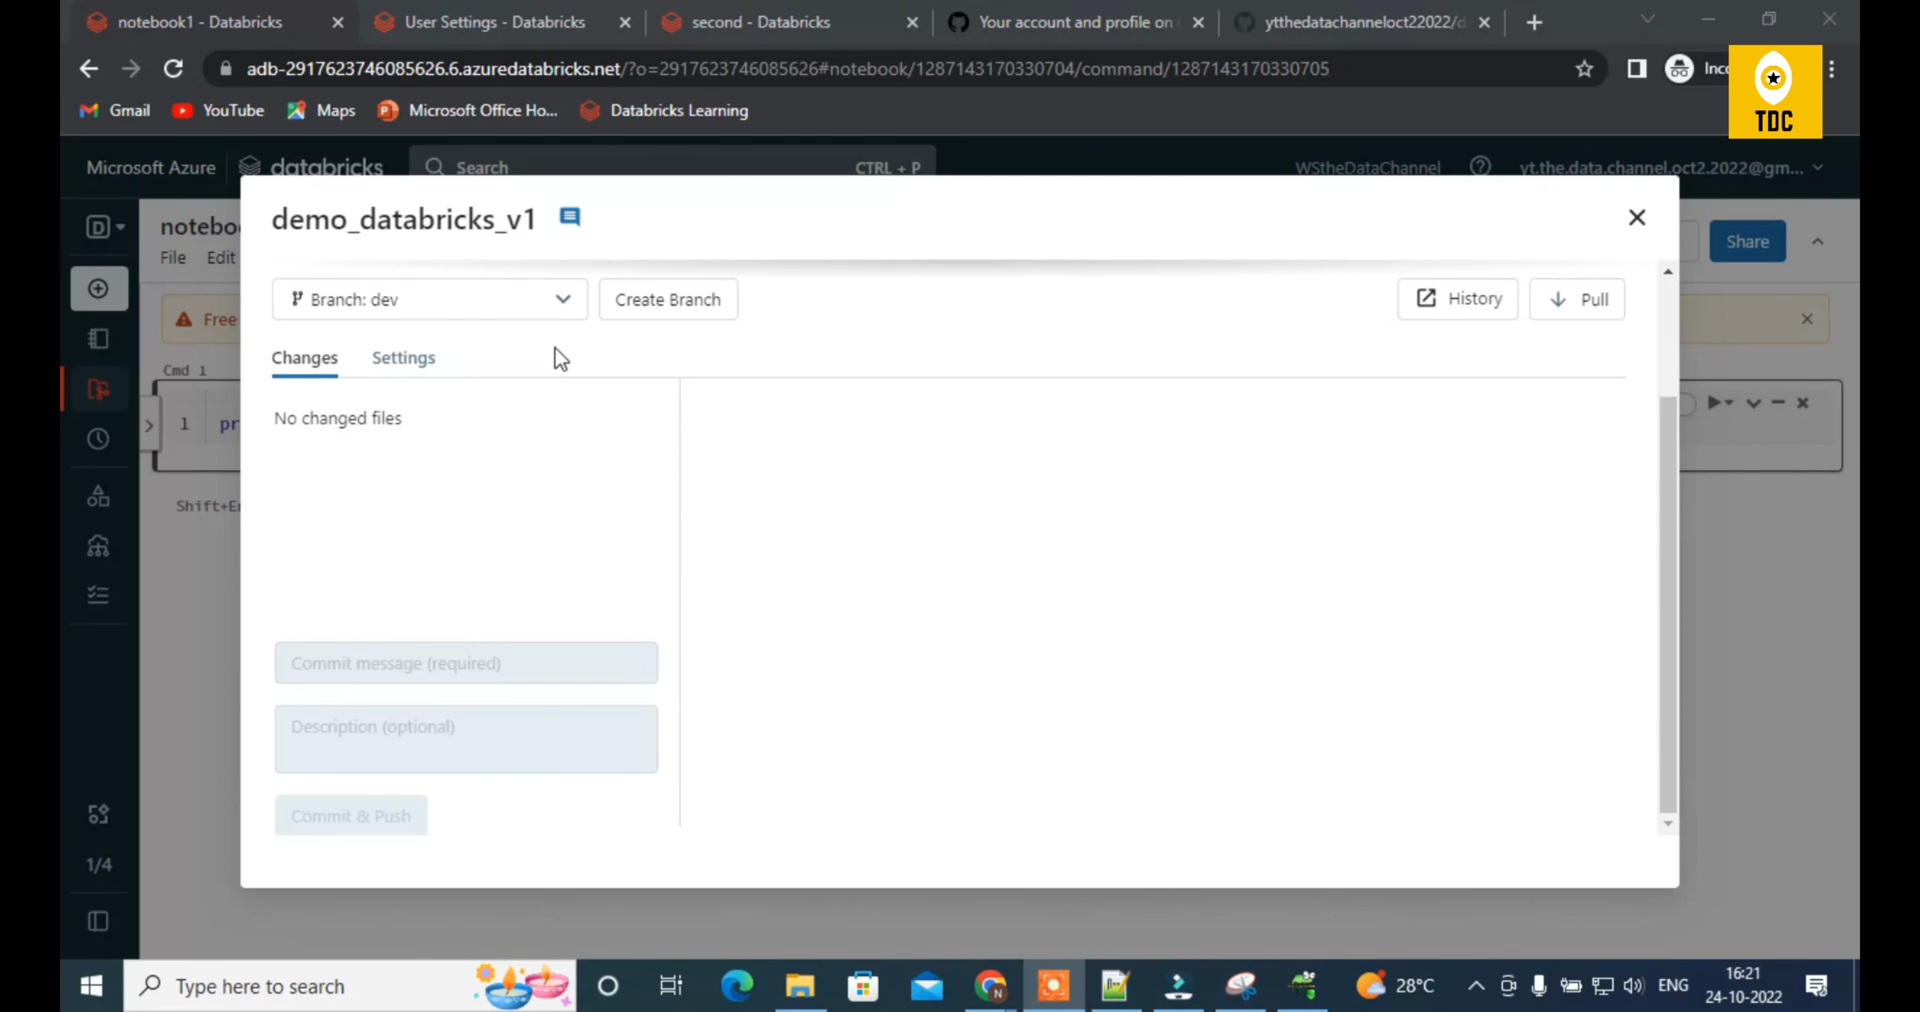 notebook1 - Databricks
User Settings - Databricks
second - Databricks
Your account and profile on
ytthedatachanneloct22022/d
adb-2917623746085626.6.azuredatabricks.net/?o=2917623746085626#notebook/1287143170330704/command/1287143170330705
TDC
Gmail
YouTube
Maps
Microsoft Office Ho...
Databricks Learning
Microsoft Azure
databricks
Search
CTRL + P
WStheDataChannel
yt.the.data.channel.oct2.2022@gm...
demo_databricks_v1
File
Edit
Share
Branch: dev
Create Branch
History
Pull
Free
Changes
Settings
Cmd 1
1
No changed files
Commit message (required)
Description (optional)
Commit & Push
1/4
Type here to search
28°C
ENG
16:21
24-10-2022